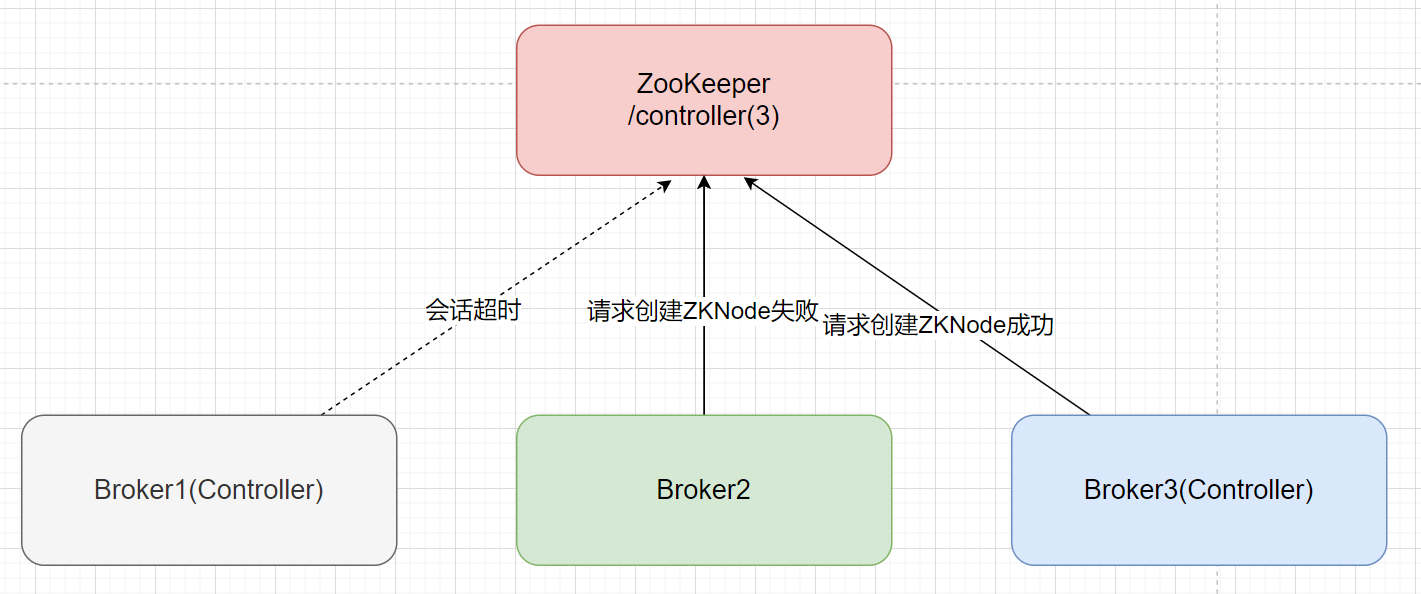 ZooKeeper
/controller(3)
会话超时
请求创建ZKNode失败
请求创建ZKNode成功
Broker1(Controller)
Broker2
Broker3(Controller)